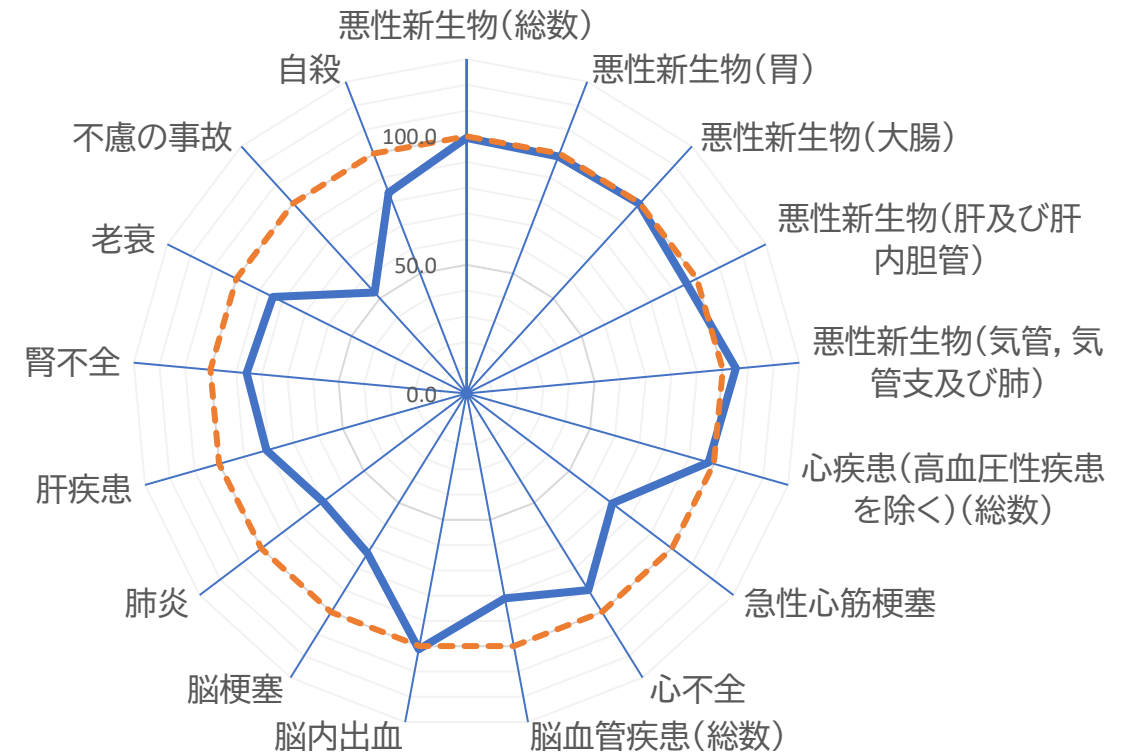 悪性新生物（総数）
悪性新生物（胃）
悪性新生物（大腸）
悪性新生物（肝及び肝
内胆管）
悪性新生物（気管，気
管支及び肺）
心疾患（高血圧性疾患
を除く）（総数）
急性心筋梗塞
心不全
脳血管疾患（総数）
脳内出血
脳梗塞
肺炎
肝疾患
腎不全
老衰
不慮の事故
自殺
100.0
50.0
0.0